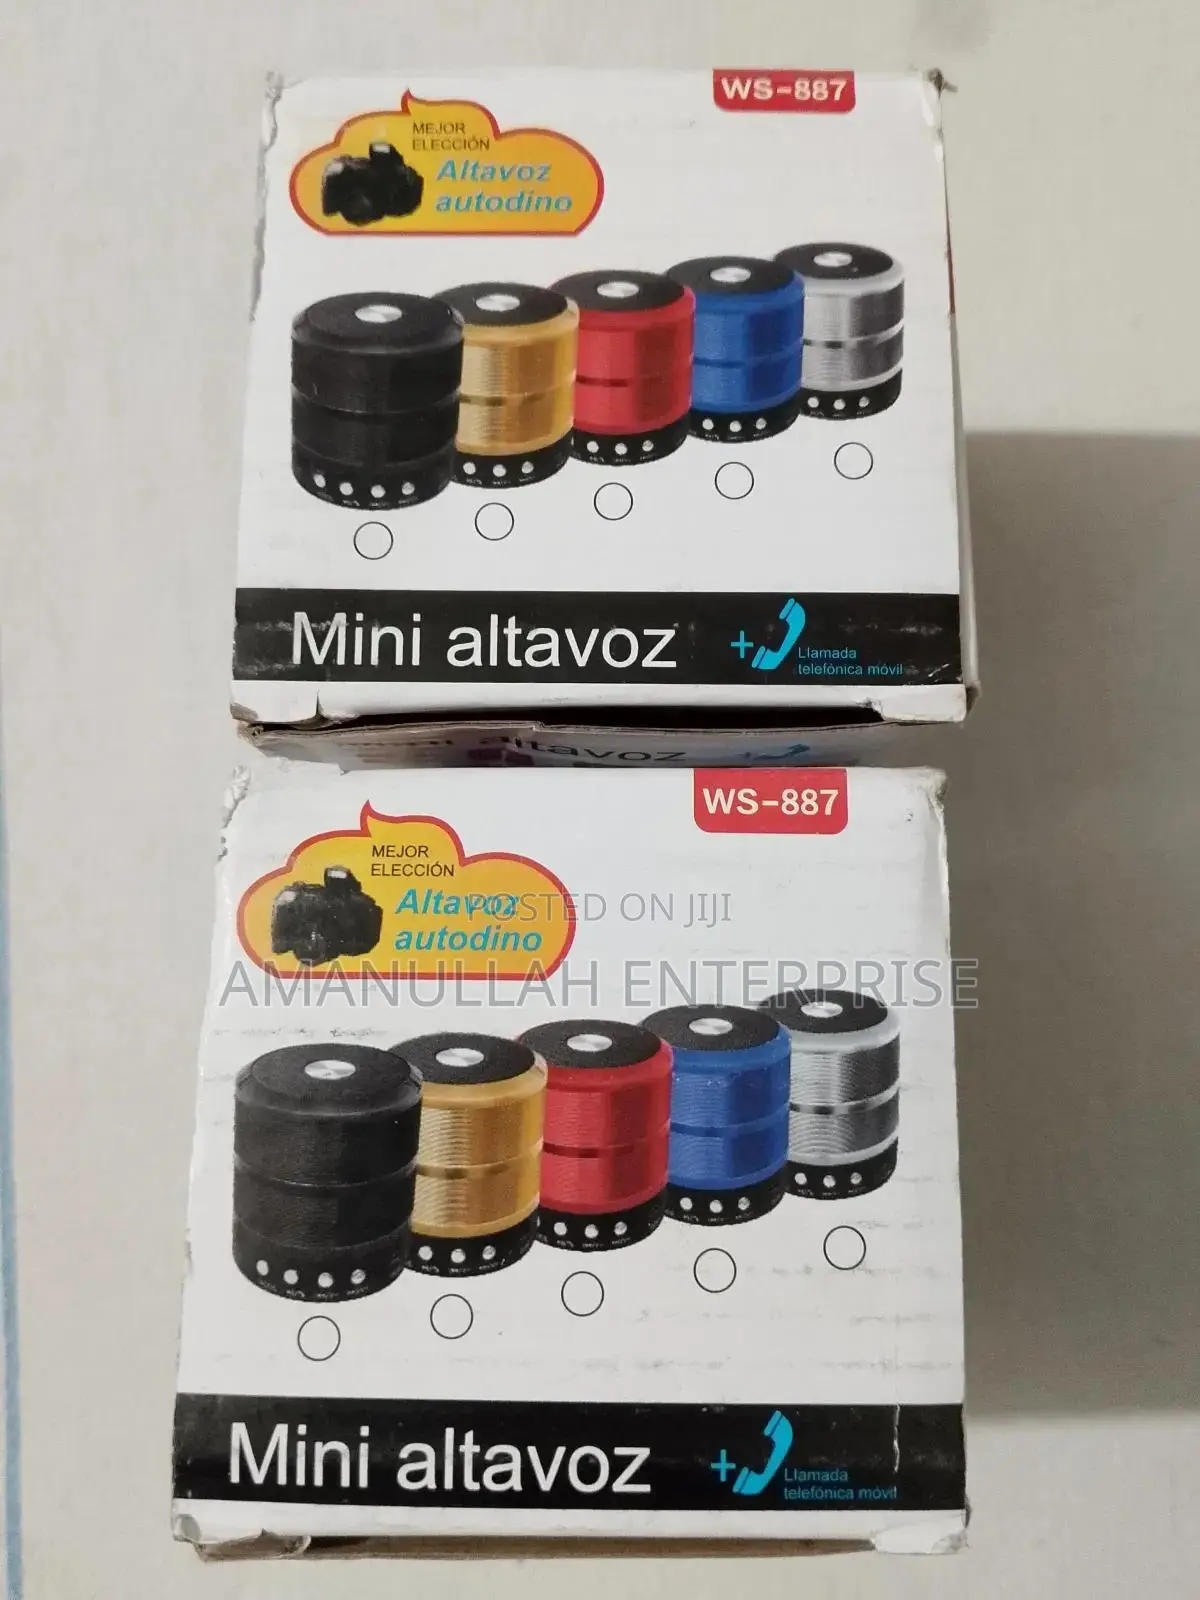 WS-887
MEJOR
ELECCIÓN
Altavoz
autodino
Mini altavoz
+
Llamada
telefónica móvil
altavoz
WS-887
MEJOR
ELECCIÓN
Altavoz
autodino
POSTED ON JIJI
AMANULLAH ENTERPRISE
Mini altavoz
+
Llamada
telefónica móvil